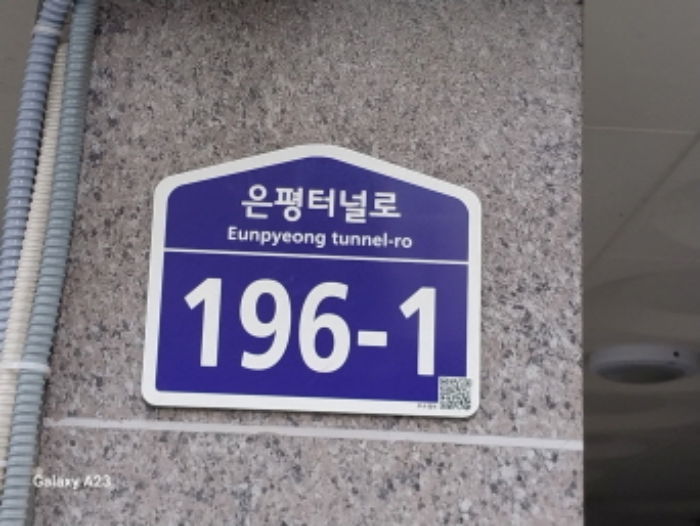 은평터널로
Eunpyeong tunnel-ro
196-1
Galaxy A23